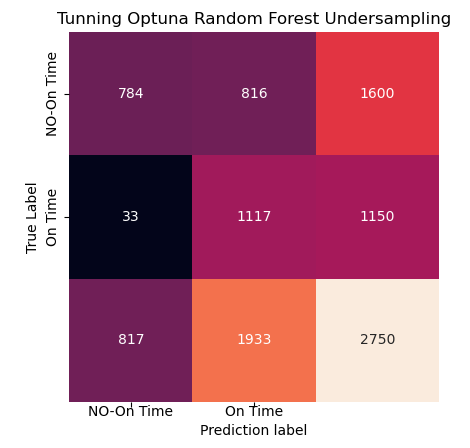 Tunning Optuna Random Forest Undersampling
NO-On Time
784 816 1600
True Label
On Time
33 1117 1150
817 1933 2750
NO-On Time On Time
Prediction label